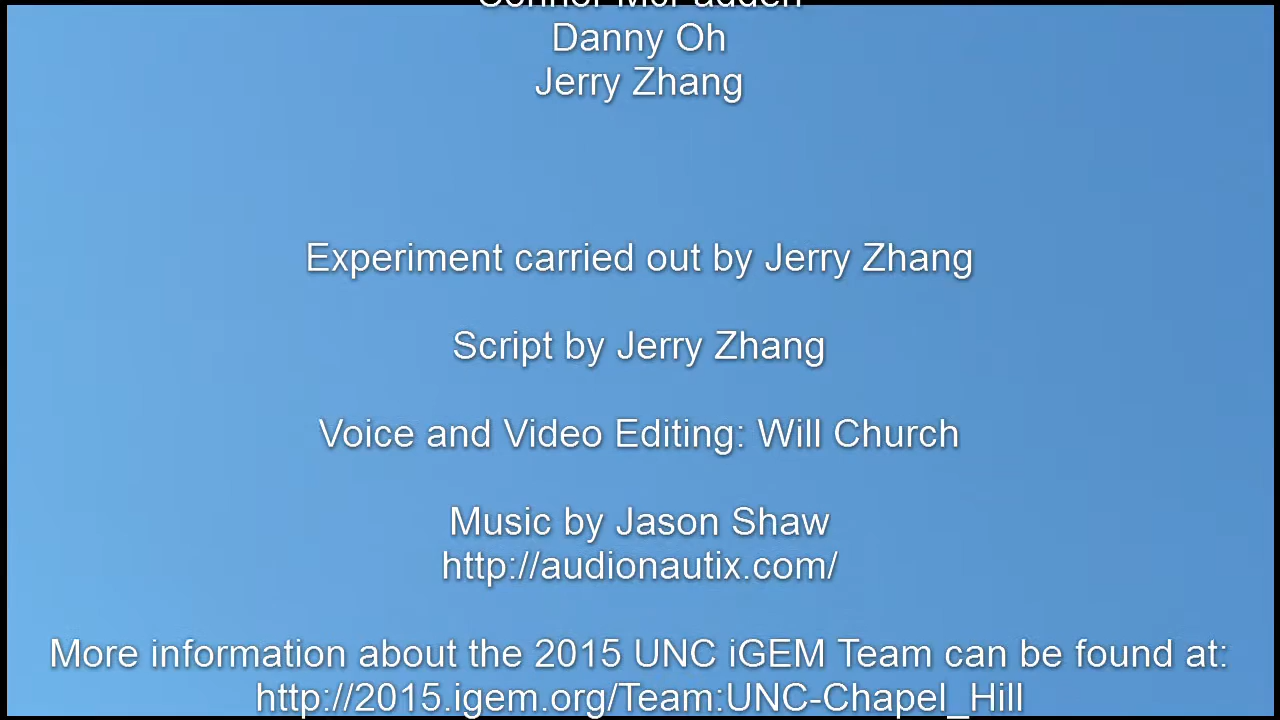 Connor McFadden
Danny Oh
Jerry Zhang
Experiment carried out by Jerry Zhang
Script by Jerry Zhang
Voice and Video Editing: Will Church
Music by Jason Shaw
http://audionautix.com/
More information about the 2015 UNC iGEM Team can be found at:
http://2015.igem.org/Team:UNC-Chapel_Hill